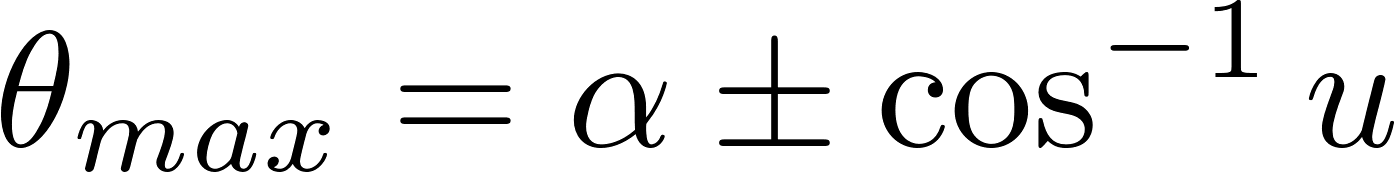 θ_{max} = α ± cos^{-1} u